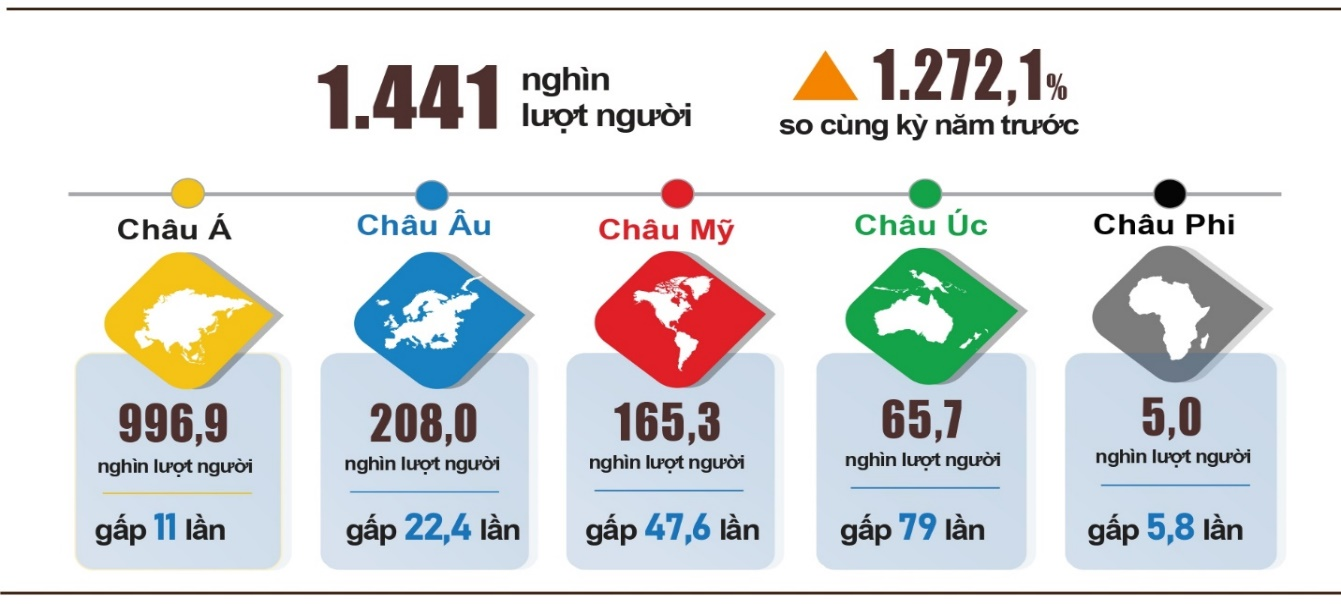 1.441 nghìn
lượt người
1.272,1%
so cùng kỳ năm trước
Châu Á
Châu Âu
Châu Mỹ
Châu Úc
Châu Phi
996,9
nghìn lượt người
gấp 11 lần
208,0
nghìn lượt người
gấp 22,4 lần
165,3
nghìn lượt người
gấp 47,6 lần
65,7
nghìn lượt người
gấp 79 lần
5,0
nghìn lượt người
gấp 5,8 lần